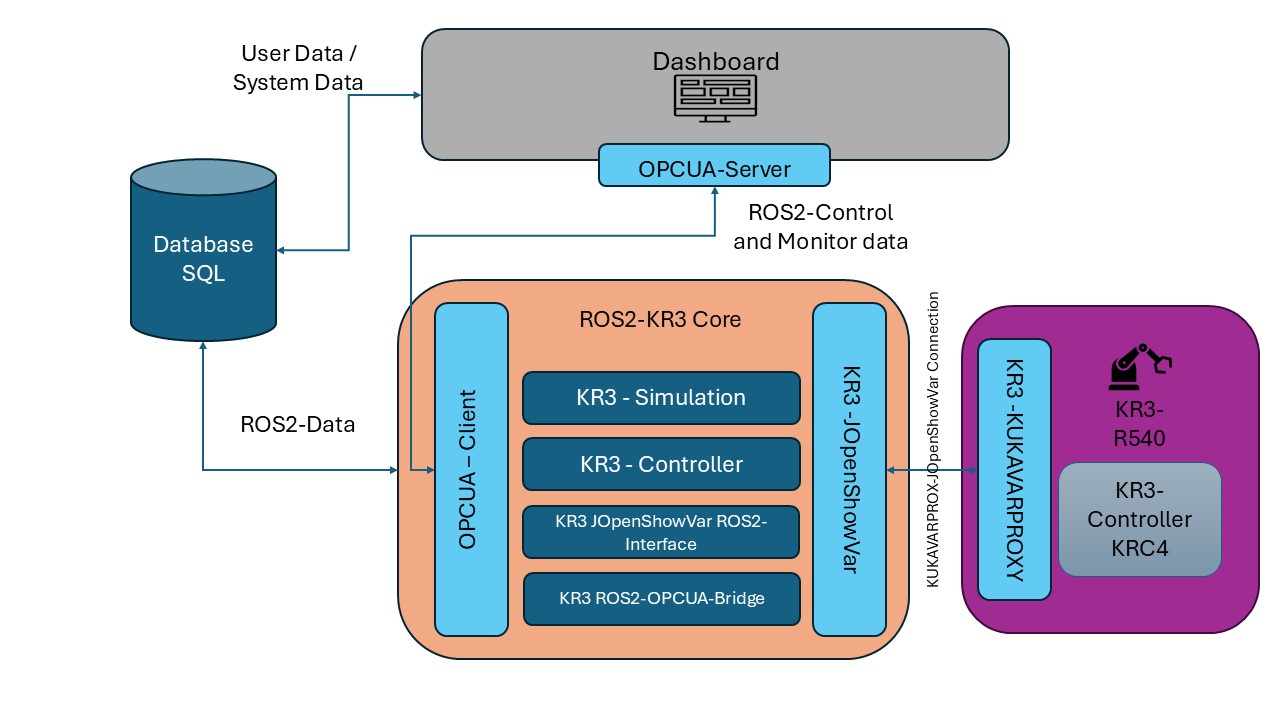 User Data /
System Data
Dashboard
OPCUA-Server
Database
SQL
ROS2-Control
and Monitor data
ROS2-Data
ROS2-KR3 Core
OPCUA – Client
KR3 - Simulation
KR3 - Controller
KR3 JOpenShowVar ROS2-
Interface
KR3 ROS2-OPCUA-Bridge
KR3 -JOpenShowVar
KUKAVARPROX-JOpenShowVar Connection
KR3 -KUKAVARPROXY
KR3-
R540
KR3-
Controller
KRC4